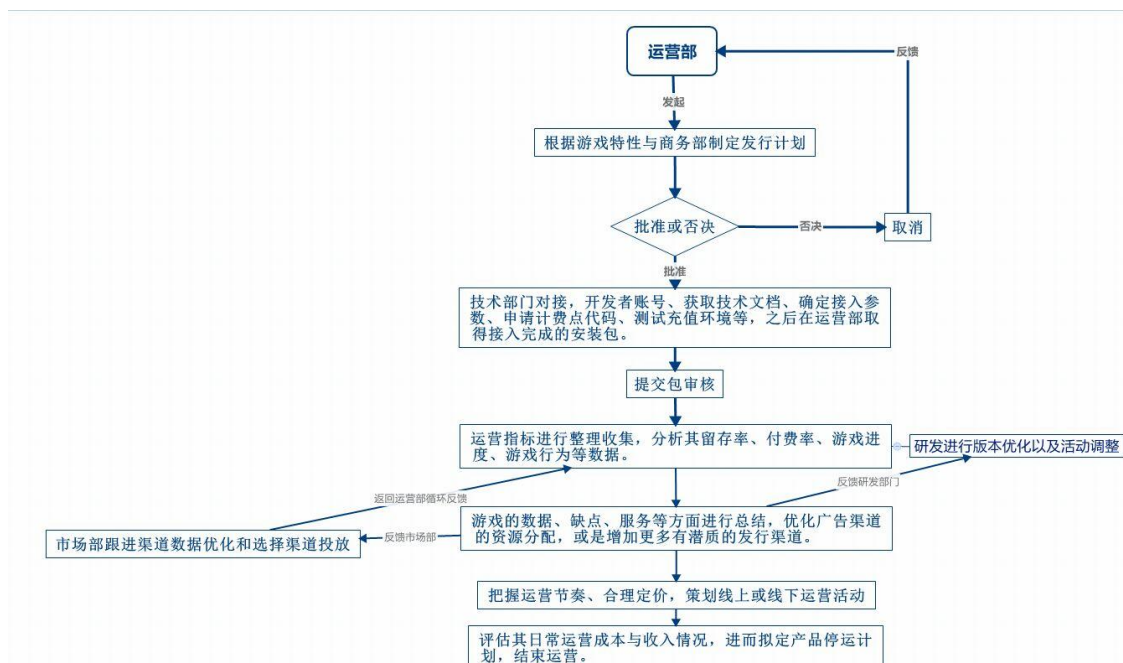 运营部
反馈
发起
根据游戏特性与商务部制定发行计划
批准或否决
否决
取消
批准
技术部门对接，开发者账号、获取技术文档、确定接入参
数、申请计费点代码、测试充值环境等，之后在运营部取
得接入完成的安装包。
提交包审核
运营指标进行整理收集，分析其留存率、付费率、游戏进
度、游戏行为等数据。
研发进行版本优化以及活动调整
反馈研发部门
返回运营部循环反馈
游戏的数据、缺点、服务等方面进行总结，优化广告渠道
的资源分配，或是增加更多有潜质的发行渠道。
反馈市场部
市场部跟进渠道数据优化和选择渠道投放
把握运营节奏、合理定价，策划线上或线下运营活动
评估其日常运营成本与收入情况，进而拟定产品停运计
划，结束运营。